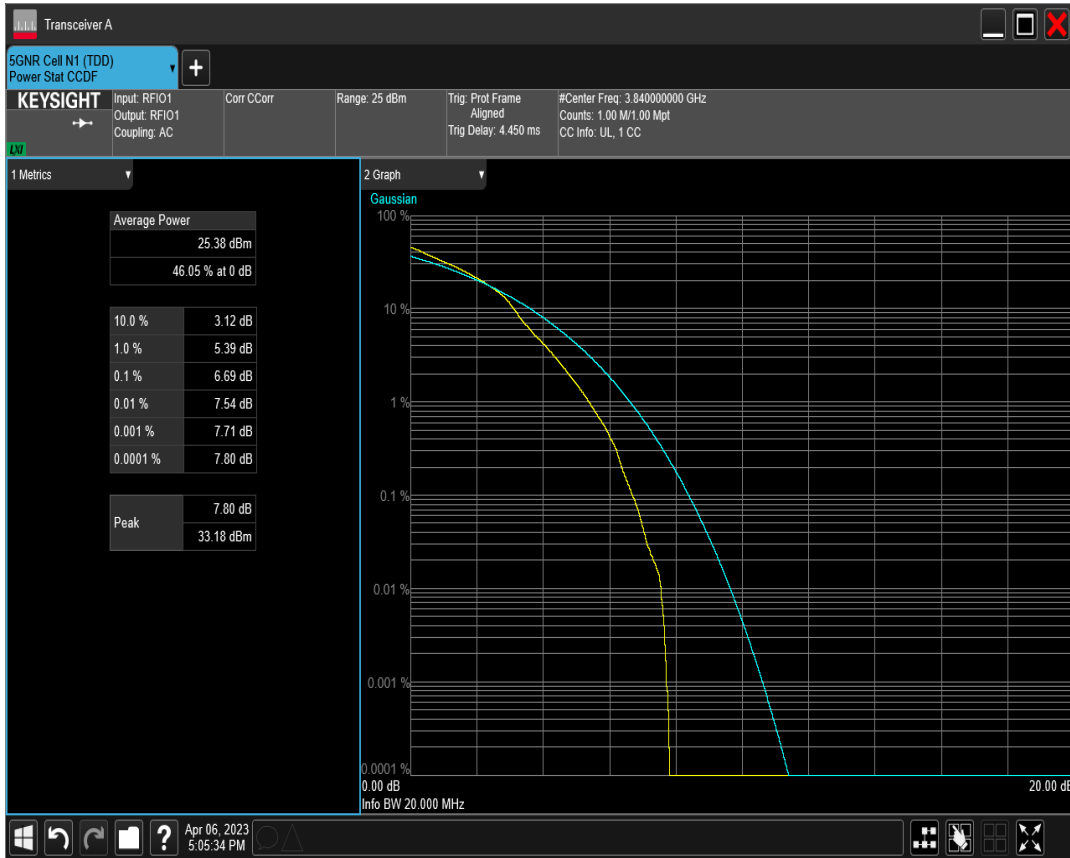 Transceiver A
5GNR Cell N1 (TDD)
Power Stat CCDF
+
KEYSIGHT
LXI
Input: RFIO1
Output: RFIO1
Coupling: AC
Corr CCorr
Range: 25 dBm
Trig: Prot Frame
Aligned
Trig Delay: 4.450 ms
#Center Freq: 3.840000000 GHz
Counts: 1.00 M/1.00 Mpt
CC Info: UL, 1 CC
1 Metrics
Average Power
25.38 dBm
46.05 % at 0 dB
10.0 % 3.12 dB
1.0 % 5.39 dB
0.1 % 6.69 dB
0.01 % 7.54 dB
0.001 % 7.71 dB
0.0001 % 7.80 dB
Peak 7.80 dB
33.18 dBm
2 Graph
Gaussian
100 %
10 %
1 %
0.1 %
0.01 %
0.001 %
0.0001 %
0.00 dB 20.00 dB
Info BW 20.000 MHz
?
Apr 06, 2023
5:05:34 PM